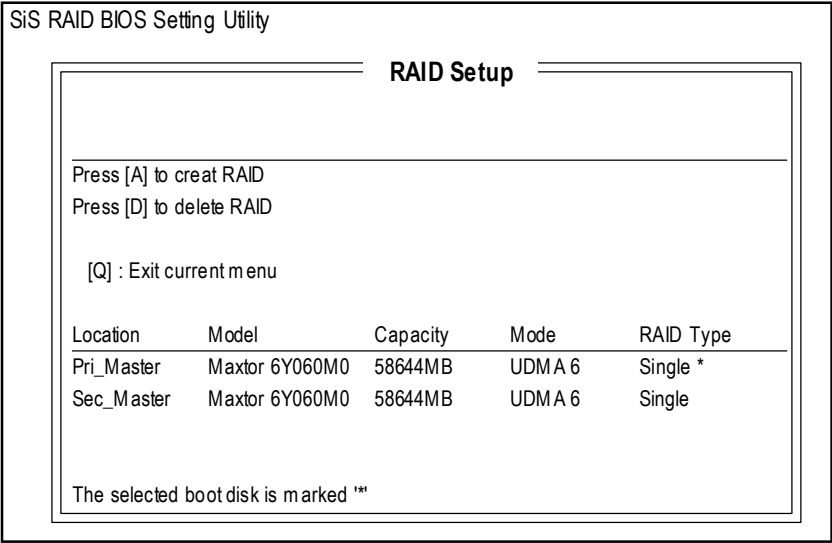 SiS RAID BIOS Setting Utility
RAID Setup
Press [A] to creat RAID
Press [D] to delete RAID
[Q] : Exit current menu
Location Model Capacity Mode RAID Type
Pri_Master Maxtor 6Y060M0 58644MB UDMA 6 Single *
Sec_Master Maxtor 6Y060M0 58644MB UDMA 6 Single
The selected boot disk is marked '*'